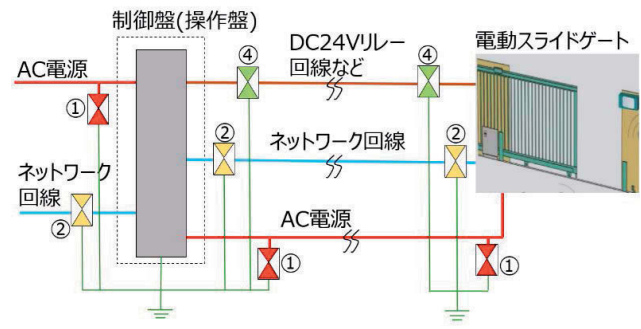 制御盤(操作盤)
AC電源
①
④
DC24Vリレー
回線など
④
電動スライドゲート
②
ネットワーク回線
②
ネットワーク
回線
②
AC電源
①
①